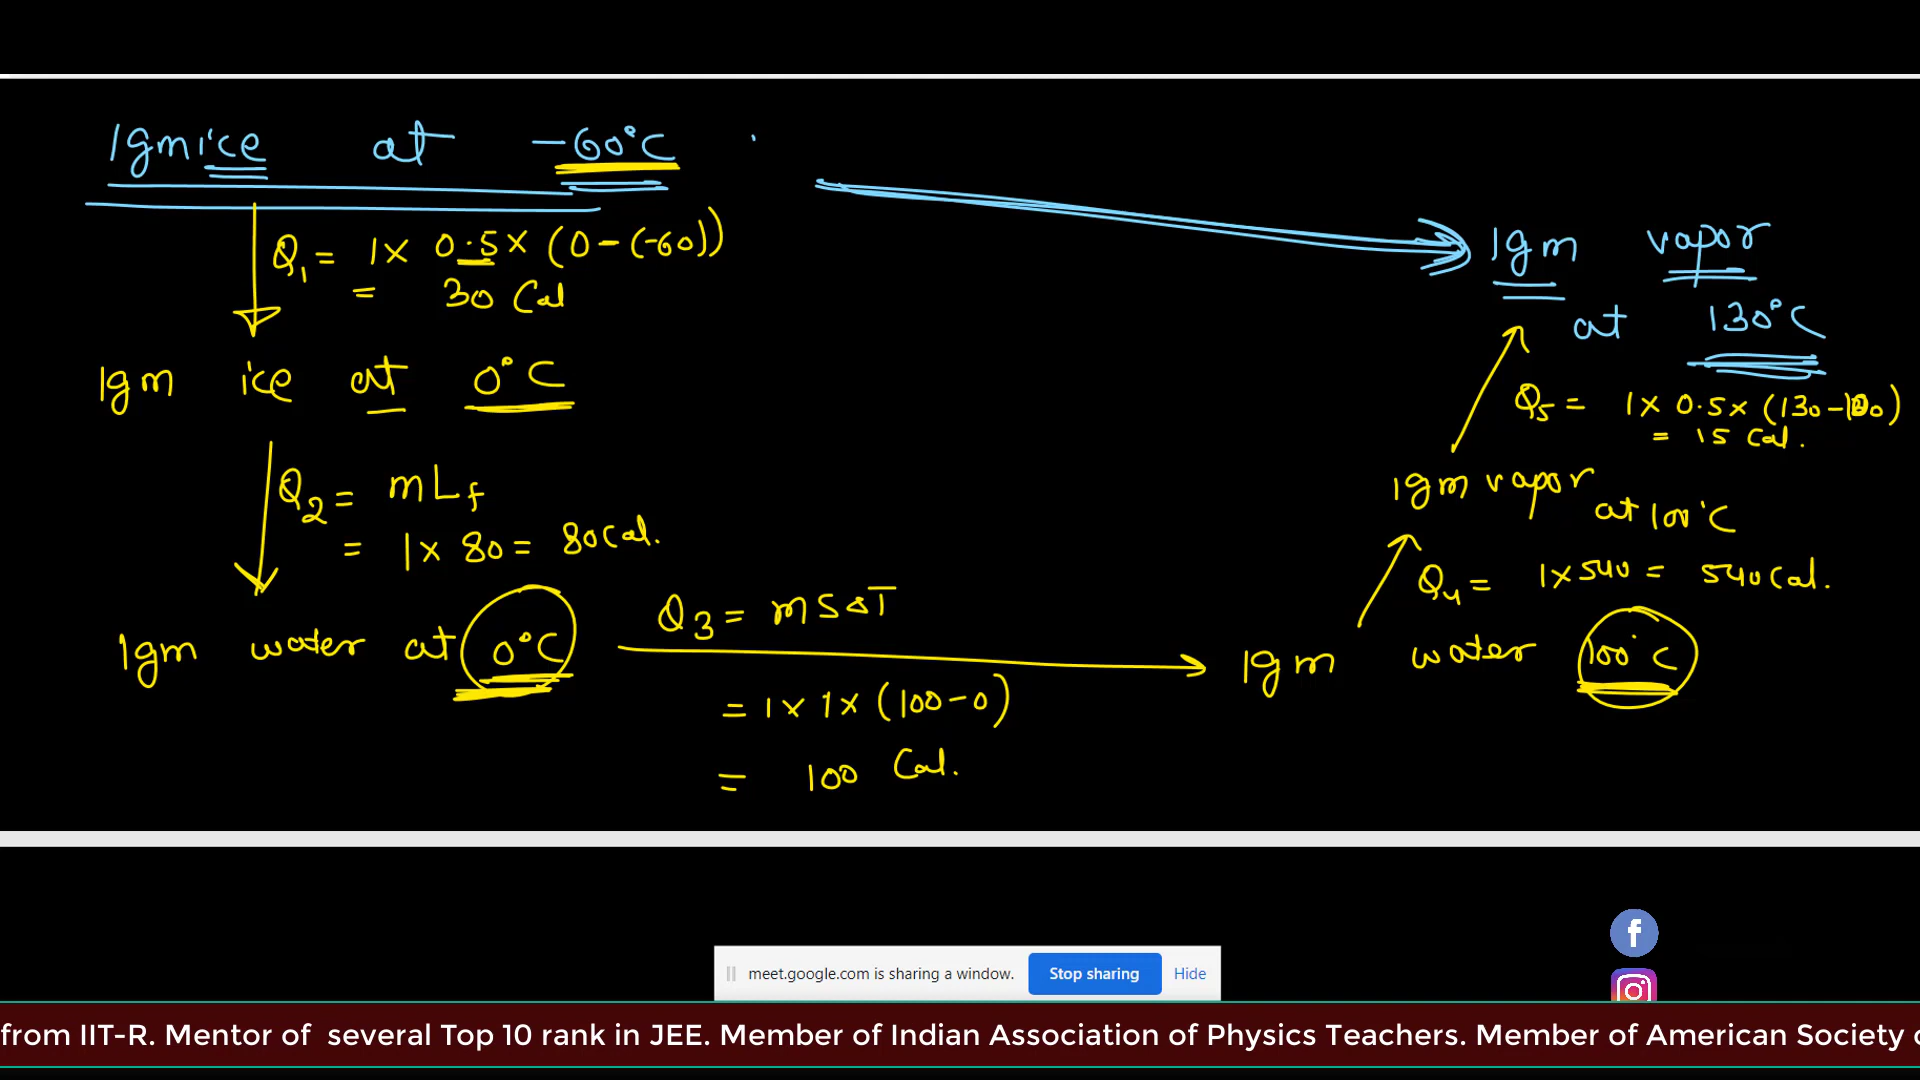 1gm ice at -60°C
Q₁ = 1 × 0.5 × (0-(-60))
= 30 Cal
1gm ice at 0°C
Q₂ = mL_f
= 1 × 80 = 80 Cal.
1gm water at 0°C
Q₃ = mSΔT
= 1 × 1 × (100-0)
= 100 Cal.
1gm water 100°C
Q₄ = 1×540 = 540 Cal.
1gm vapor
at 100°C
Q₅ = 1× 0.5× (130-100)
= 15 Cal.
1gm vapor
at 130°C
meet.google.com is sharing a window. Stop sharing Hide
from IIT-R. Mentor of several Top 10 rank in JEE. Member of Indian Association of Physics Teachers. Member of American Society